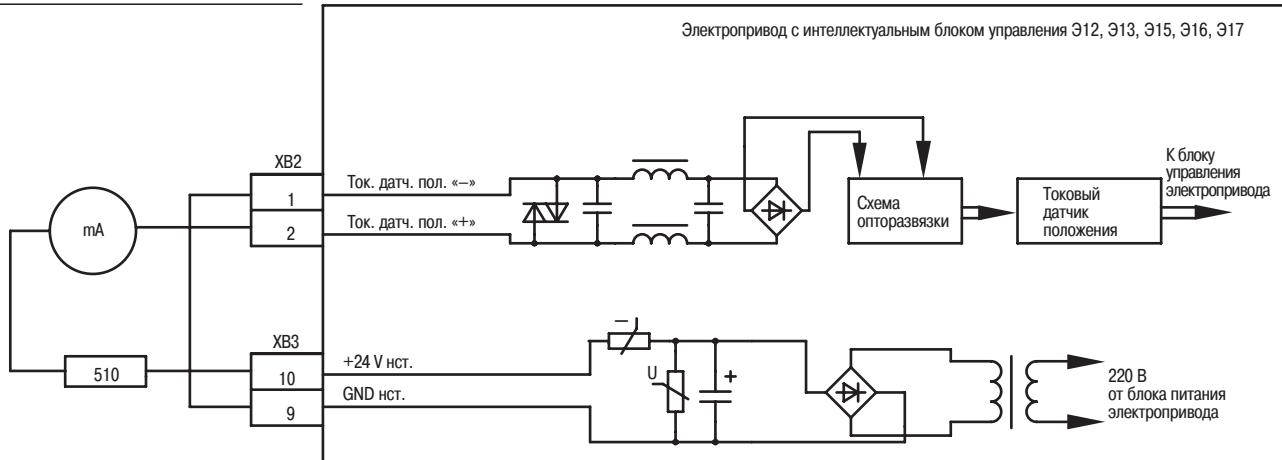 Электропривод с интеллектуальным блоком управления Э12, Э13, Э15, Э16, Э17
XB2
1
Ток. датч. пол. «–»
2
Ток. датч. пол. «+»
mA
Схема
опторазвязки
Токовый
датчик
положения
К блоку
управления
электропривода
XB3
510
10
+24 V нст.
9
GND нст.
–
U
+
220 В
от блока питания
электропривода